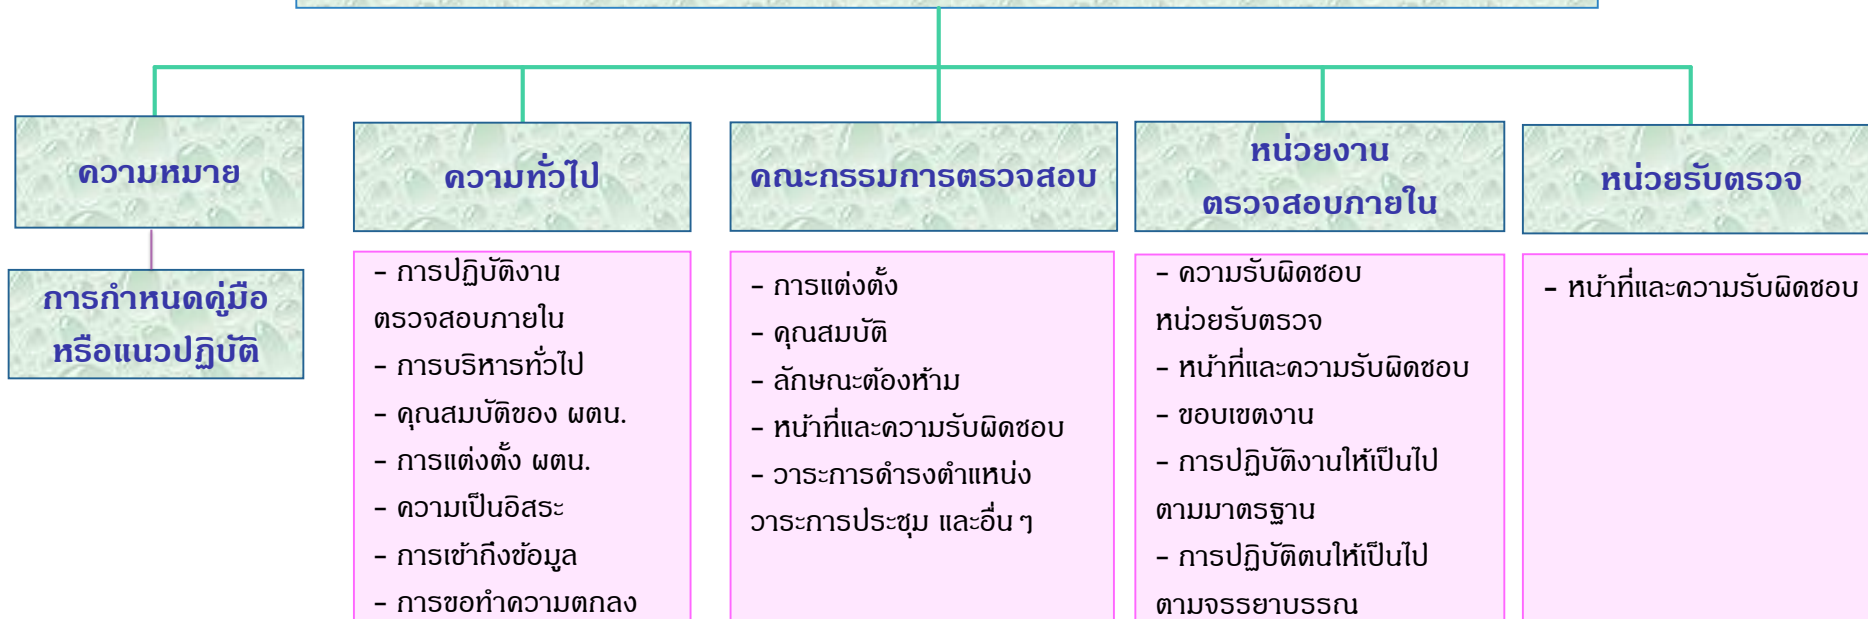 ความหมาย
การกำหนดคู่มือ
หรือแนวปฏิบัติ
ความทั่วไป
- การปฏิบัติงาน
ตรวจสอบภายใน
- การบริหารทั่วไป
- คุณสมบัติของ ผตน.
- การแต่งตั้ง ผตน.
- ความเป็นอิสระ
- การเข้าถึงข้อมูล
- การขอทำความตกลง
คณะกรรมการตรวจสอบ
- การแต่งตั้ง
- คุณสมบัติ
- ลักษณะต้องห้าม
- หน้าที่และความรับผิดชอบ
- วาระการดำรงตำแหน่ง
วาระการประชุม และอื่น ๆ
หน่วยงาน
ตรวจสอบภายใน
- ความรับผิดชอบ
หน่วยรับตรวจ
- หน้าที่และความรับผิดชอบ
- ขอบเขตงาน
- การปฏิบัติงานให้เป็นไป
ตามมาตรฐาน
- การปฏิบัติตนให้เป็นไป
ตามจรรยาบรรณ
หน่วยรับตรวจ
- หน้าที่และความรับผิดชอบ